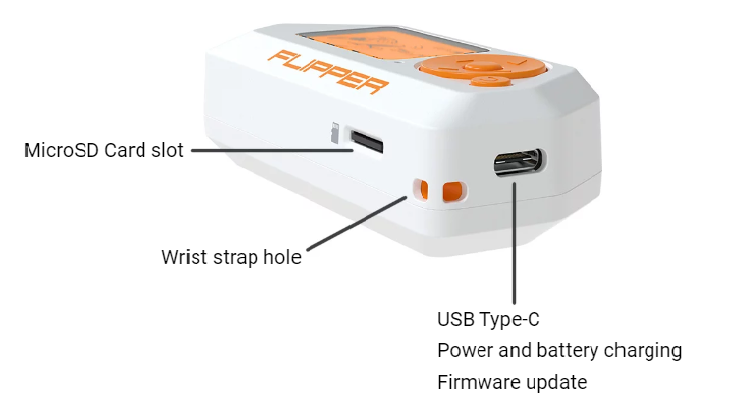 FLIPPER
MicroSD Card slot
Wrist strap hole
USB Type-C
Power and battery charging
Firmware update